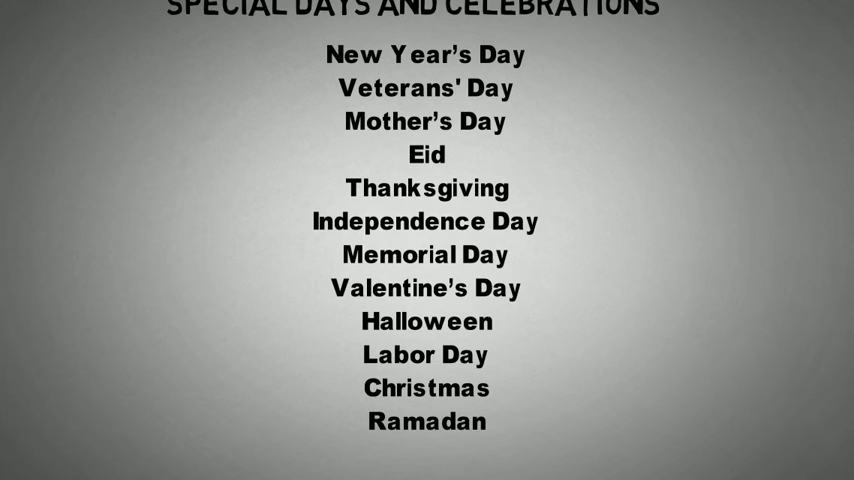 SPECIAL DAYS AND CELEBRATIONS
New Year’s Day
Veterans' Day
Mother’s Day
Eid
Thanksgiving
Independence Day
Memorial Day
Valentine’s Day
Halloween
Labor Day
Christmas
Ramadan